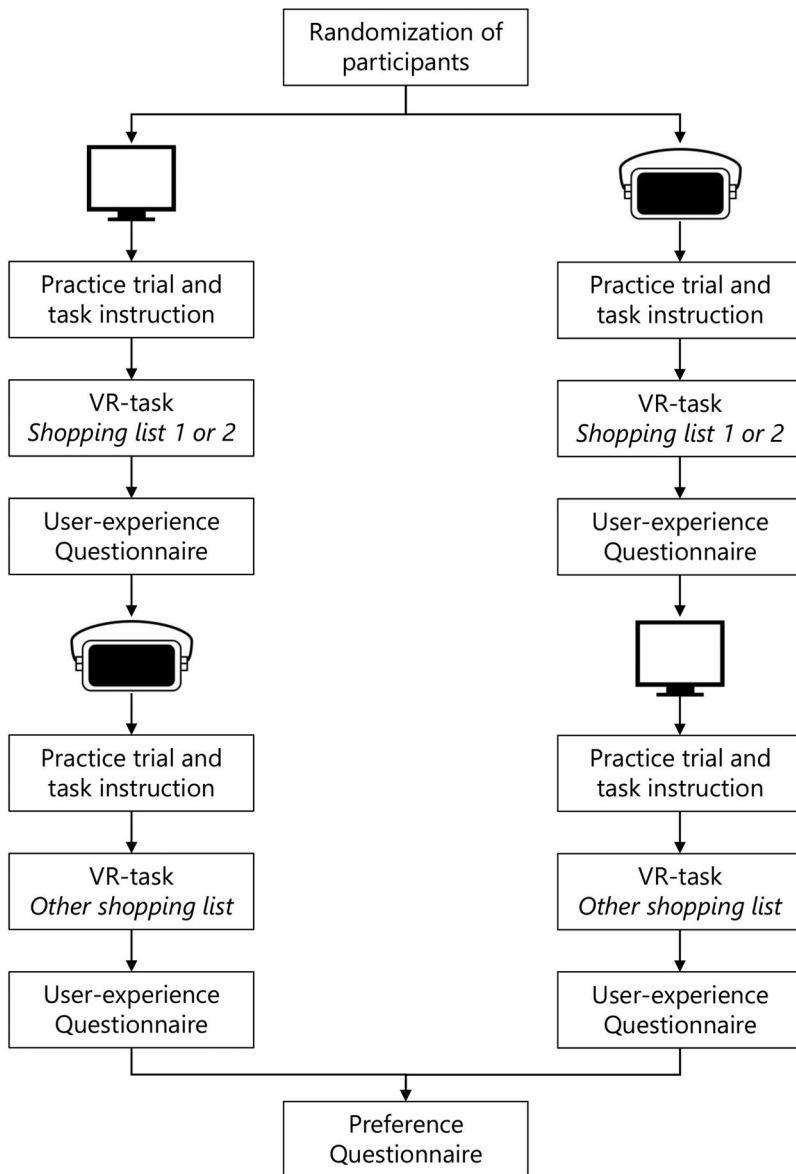 Randomization of
participants
Practice trial and
task instruction
VR-task
Shopping list 1 or 2
User-experience
Questionnaire
Practice trial and
task instruction
VR-task
Other shopping list
User-experience
Questionnaire
Practice trial and
task instruction
VR-task
Shopping list 1 or 2
User-experience
Questionnaire
Practice trial and
task instruction
VR-task
Other shopping list
User-experience
Questionnaire
Preference
Questionnaire